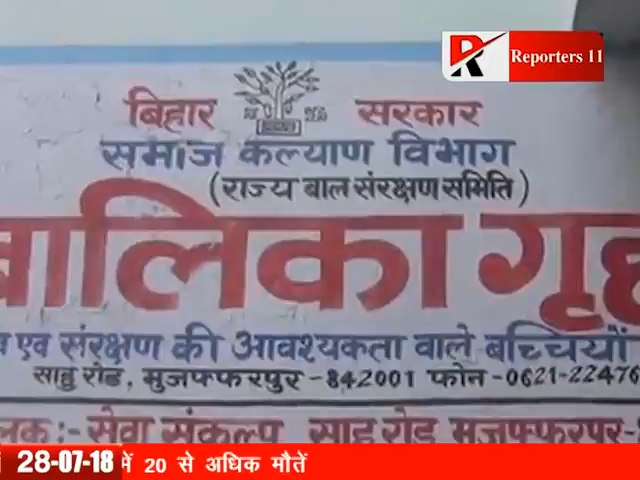 Reporters 11
बिहार सरकार
समाज कल्याण विभाग
(राज्य बाल संरक्षण समिति)
बालिका गृह
एवं संरक्षण की आवश्यकता वाले बच्चियों
साहु रोड, मुजफ्फरपुर-842001 फोन-0621-22476
लक:- सेवा संकल्प, साहु रोड मुजफ्फरपुर-
28-07-18 में 20 से अधिक मौतें